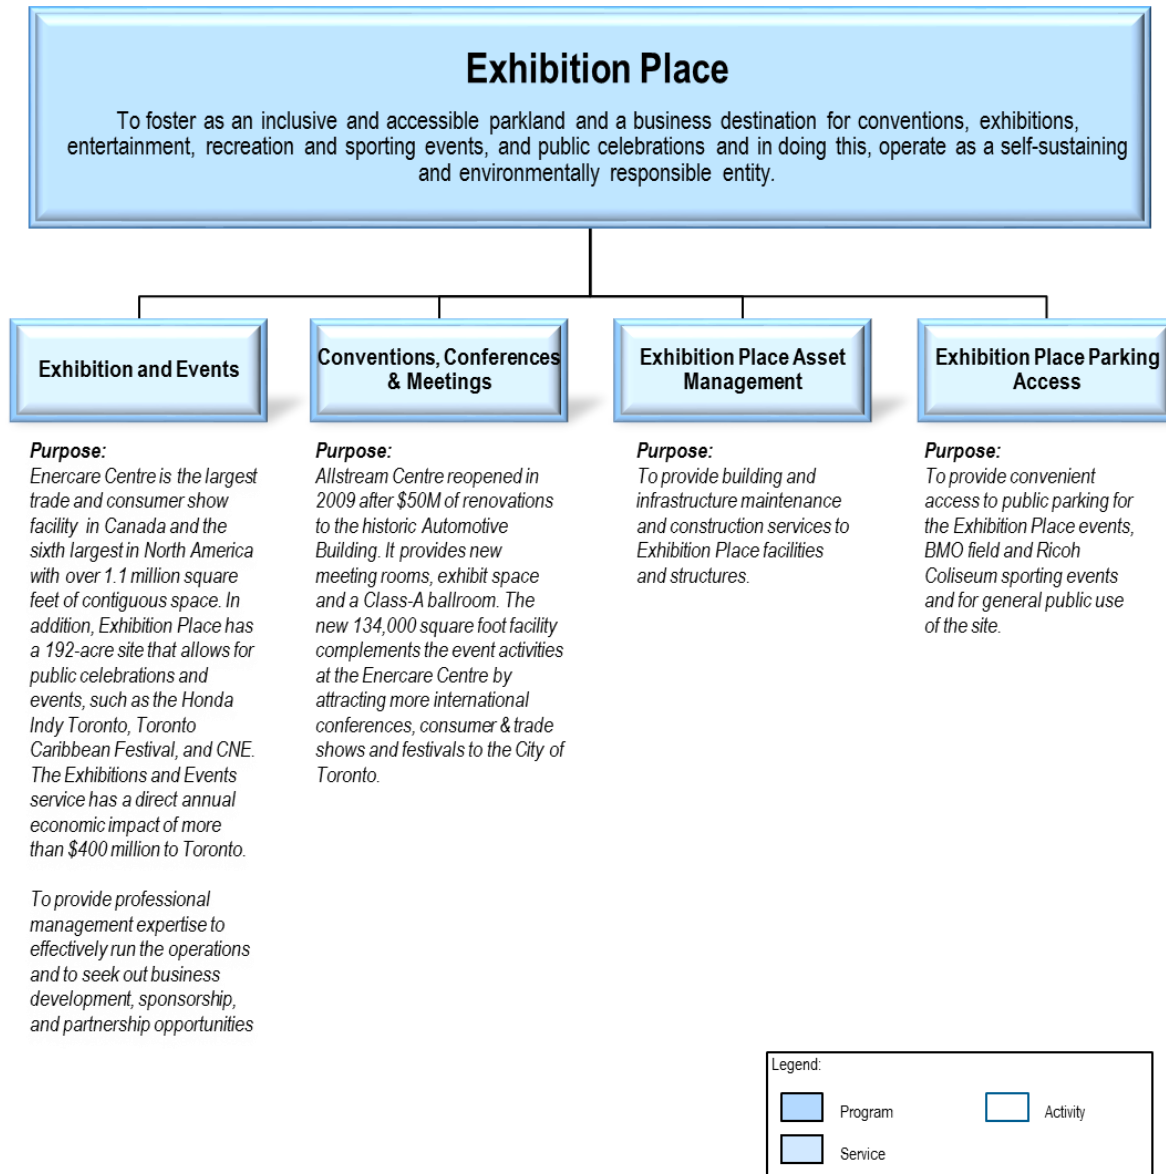 Exhibition Place
To foster as an inclusive and accessible parkland and a business destination for conventions, exhibitions,
entertainment, recreation and sporting events, and public celebrations and in doing this, operate as a self-sustaining
and environmentally responsible entity.
Exhibition and Events
Conventions, Conferences
& Meetings
Exhibition Place Asset
Management
Exhibition Place Parking
Access
Purpose:
Enercare Centre is the largest
trade and consumer show
facility in Canada and the
sixth largest in North America
with over 1.1 million square
feet of contiguous space. In
addition, Exhibition Place has
a 192-acre site that allows for
public celebrations and
events, such as the Honda
Indy Toronto, Toronto
Caribbean Festival, and CNE.
The Exhibitions and Events
service has a direct annual
economic impact of more
than $400 million to Toronto.
To provide professional
management expertise to
effectively run the operations
and to seek out business
development, sponsorship,
and partnership opportunities
Purpose:
Allstream Centre reopened in
2009 after $50M of renovations
to the historic Automotive
Building. It provides new
meeting rooms, exhibit space
and a Class-A ballroom. The
new 134,000 square foot facility
complements the event activities
at the Enercare Centre by
attracting more international
conferences, consumer & trade
shows and festivals to the City of
Toronto.
Purpose:
To provide building and
infrastructure maintenance
and construction services to
Exhibition Place facilities
and structures.
Purpose:
To provide convenient
access to public parking for
the Exhibition Place events,
BMO field and Ricoh
Coliseum sporting events
and for general public use
of the site.
Legend:
Program
Activity
Service